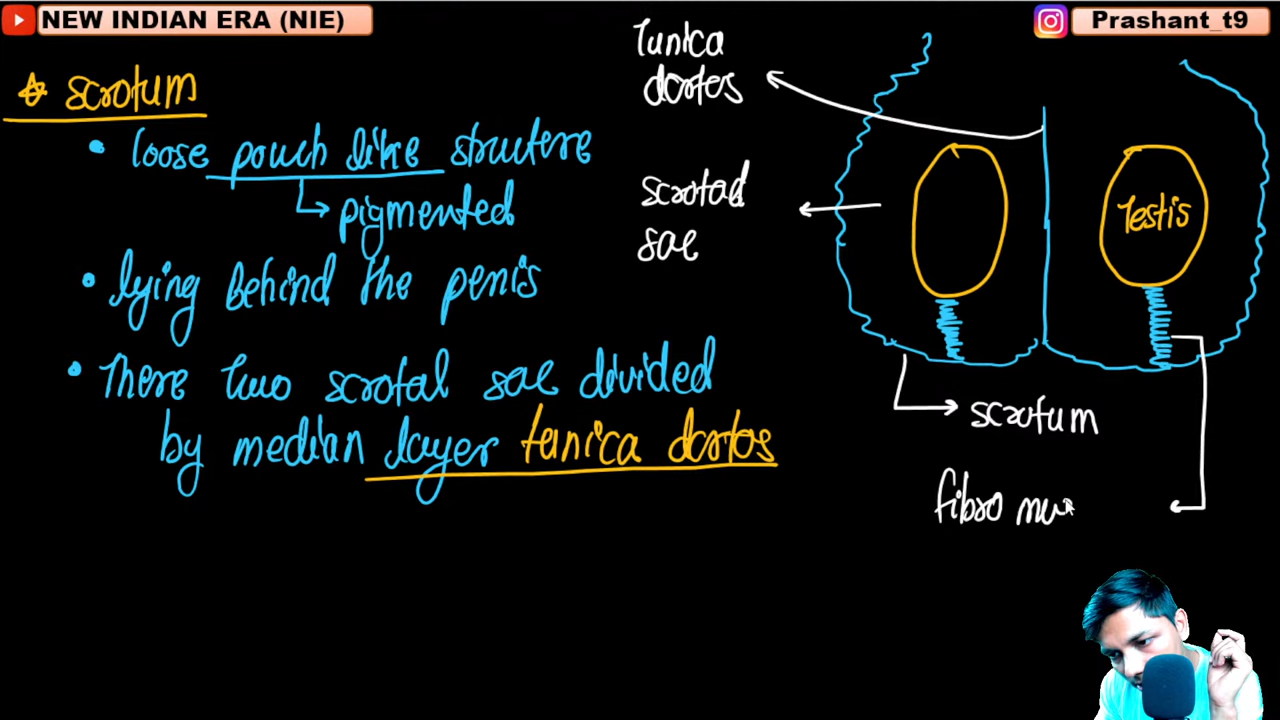 NEW INDIAN ERA (NIE)
Prashant_t9
scrotum
• loose pouch like structere
pigmented
• lying behind the penis
• There two scrotal sac divided
by median layer tunica dartos
Tunica
dartos
scrotal
sac
Testis
scrotum
fibro mu